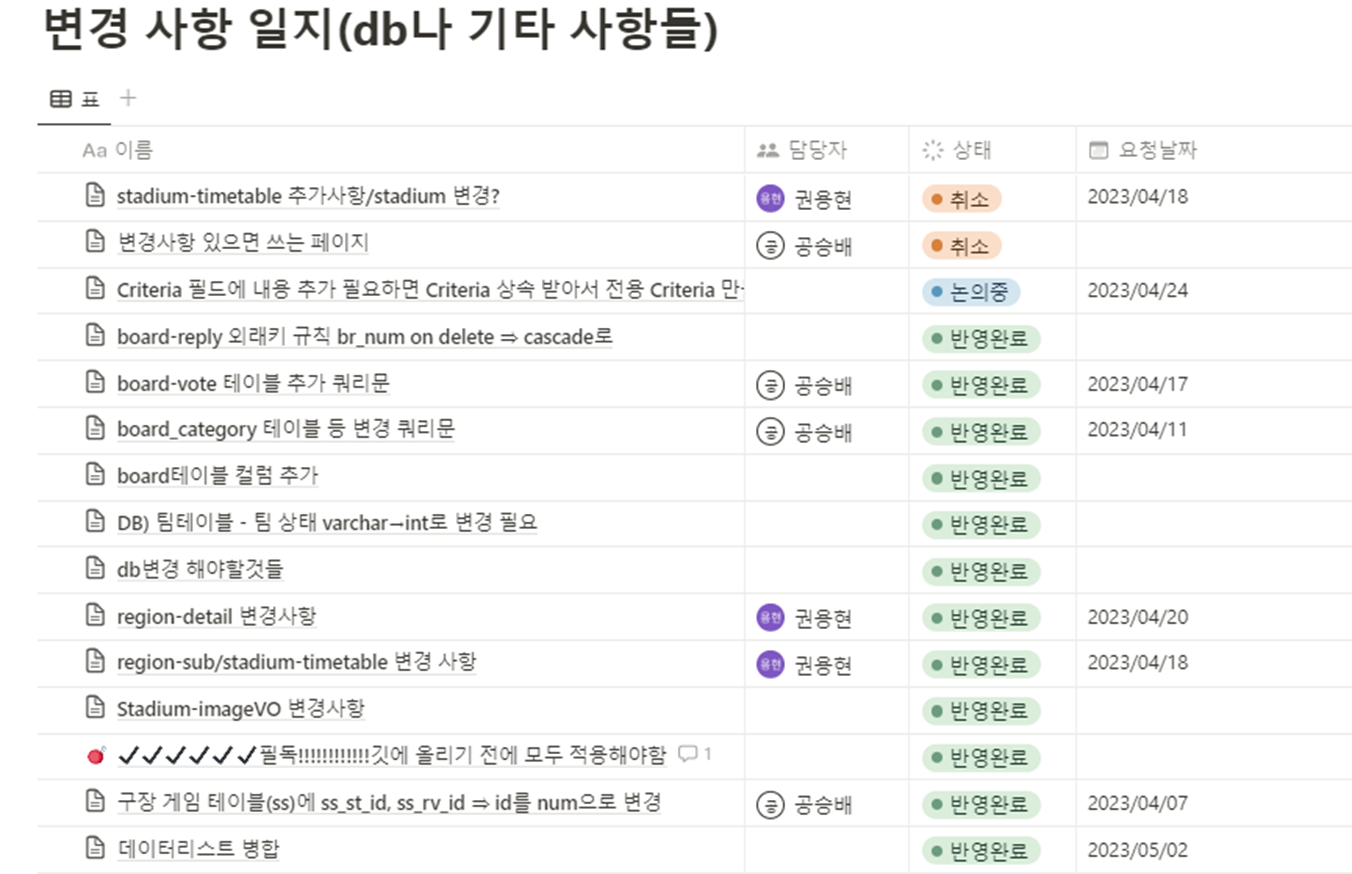 변경 사항 일지(db나 기타 사항들)
표
Aa 이름 담당자 상태 요청날짜
stadium-timetable 추가사항/stadium 변경? 용현 권용현 취소 2023/04/18
변경사항 있으면 쓰는 페이지 공 공승배 취소
Criteria 필드에 내용 추가 필요하면 Criteria 상속 받아서 전용 Criteria 만 논의중 2023/04/24
board-reply 외래키 규칙 br_num on delete ⇒ cascade로 반영완료
board-vote 테이블 추가 쿼리문 공 공승배 반영완료 2023/04/17
board_category 테이블 등 변경 쿼리문 공 공승배 반영완료 2023/04/11
board테이블 컬럼 추가 반영완료
DB) 팀테이블 - 팀 상태 varchar→int로 변경 필요 반영완료
db변경 해야할것들 반영완료
region-detail 변경사항 용현 권용현 반영완료 2023/04/20
region-sub/stadium-timetable 변경 사항 용현 권용현 반영완료 2023/04/18
Stadium-imageVO 변경사항 반영완료
✓✓✓✓✓✓필독!!!!!!!!!!!!깃에 올리기 전에 모두 적용해야함 1 반영완료
구장 게임 테이블(ss)에 ss_st_id, ss_rv_id ⇒ id를 num으로 변경 공 공승배 반영완료 2023/04/07
데이터리스트 병합 반영완료 2023/05/02